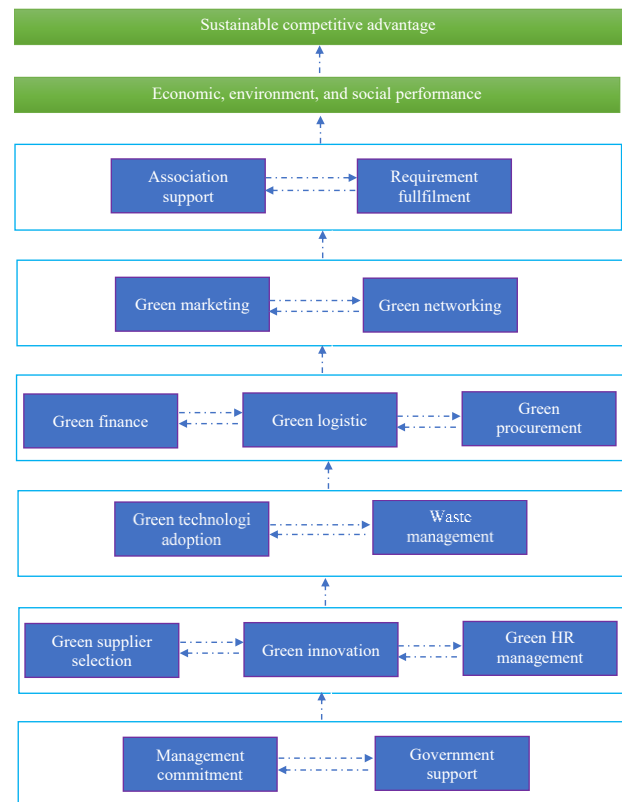 Sustainable competitive advantage
Economic, environment, and social performance
Association
support
Requirement
fullfilment
Green marketing
Green networking
Green finance
Green logistic
Green
procurement
Green technologi
adoption
Waste
management
Green supplier
selection
Green innovation
Green HR
management
Management
commitment
Government
support